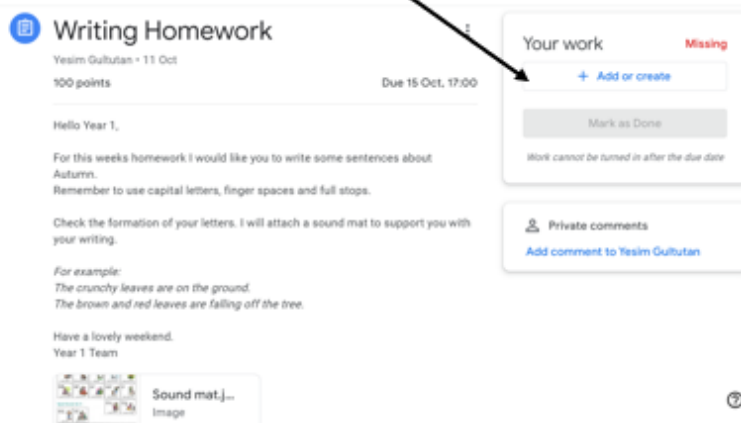 Writing Homework
Yesim Gultutan • 11 Oct
100 points
Due 15 Oct, 17:00
Hello Year 1,
For this weeks homework I would like you to write some sentences about
Autumn.
Remember to use capital letters, finger spaces and full stops.
Check the formation of your letters. I will attach a sound mat to support you with
your writing.
For example:
The crunchy leaves are on the ground.
The brown and red leaves are falling off the tree.
Have a lovely weekend.
Year 1 Team
Sound mat.j...
Image
Your work
Missing
+ Add or create
Mark as Done
Work cannot be turned in after the due date
Private comments
Add comment to Yesim Gultutan